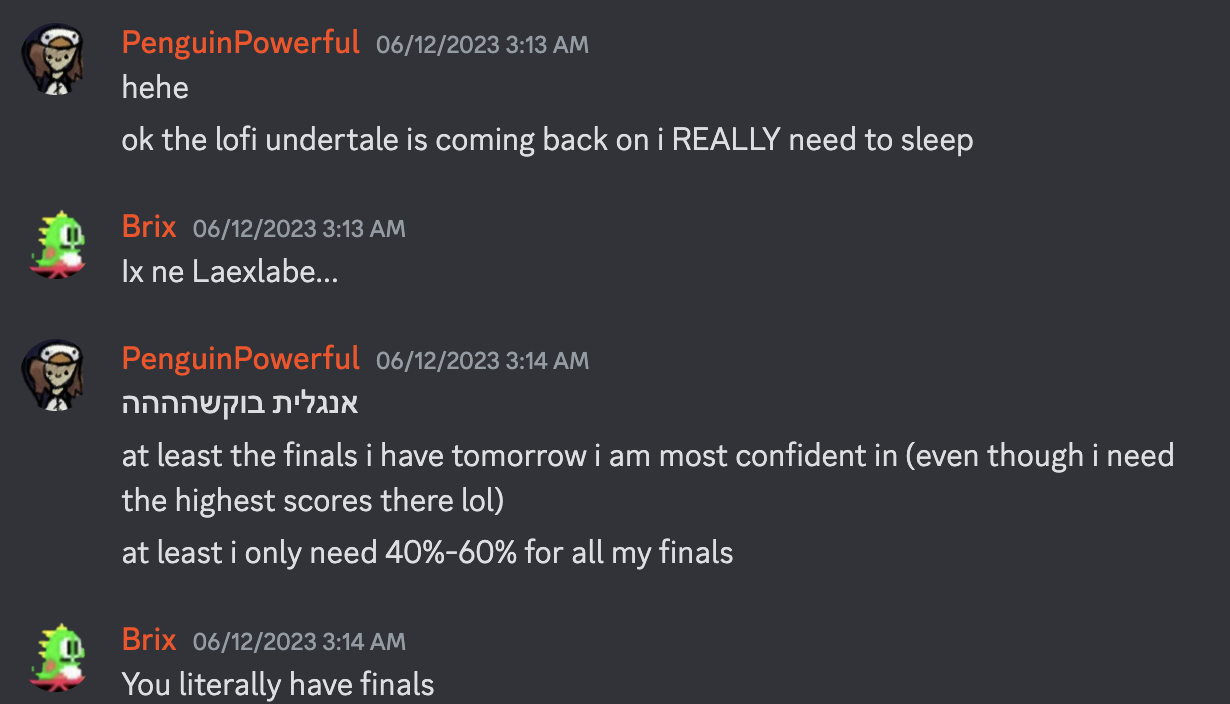 PenguinPowerful 06/12/2023 3:13 AM
hehe
ok the lofi undertale is coming back on i REALLY need to sleep
Brix 06/12/2023 3:13 AM
Ix ne Laexlabe...
PenguinPowerful 06/12/2023 3:14 AM
אנגלית בוקשהההה
at least the finals i have tomorrow i am most confident in (even though i need
the highest scores there lol)
at least i only need 40%-60% for all my finals
Brix 06/12/2023 3:14 AM
You literally have finals